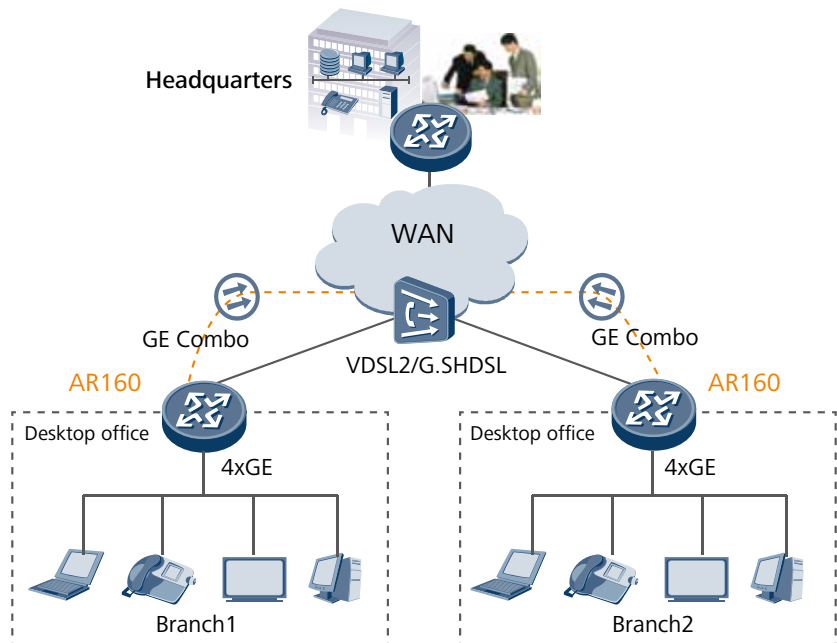 Headquarters
WAN
GE Combo
GE Combo
VDSL2/G.SHDSL
AR160
AR160
Desktop office
Desktop office
4xGE
4xGE
Branch1
Branch2